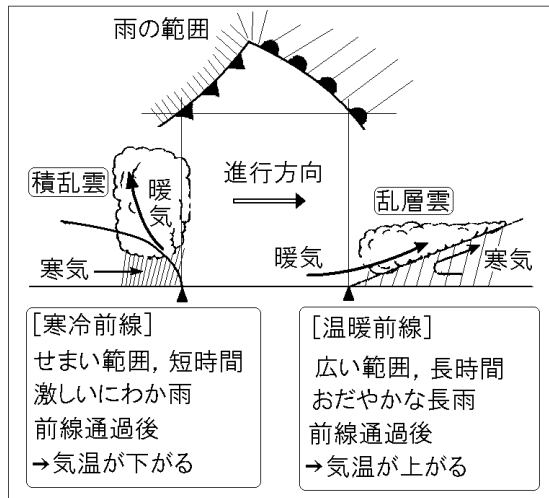 雨の範囲
積乱雲
暖気
進行方向
乱層雲
寒気
暖気
寒気
[寒冷前線]
せまい範囲，短時間
激しいにわか雨
前線通過後
→気温が下がる
[温暖前線]
広い範囲，長時間
おだやかな長雨
前線通過後
→気温が上がる